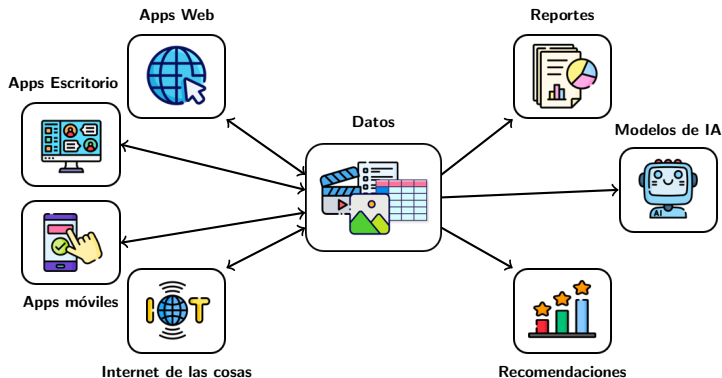 Apps Web
Reportes
Apps Escritorio
Datos
Modelos de IA
AI
Apps móviles
IOT
Internet de las cosas
Recomendaciones